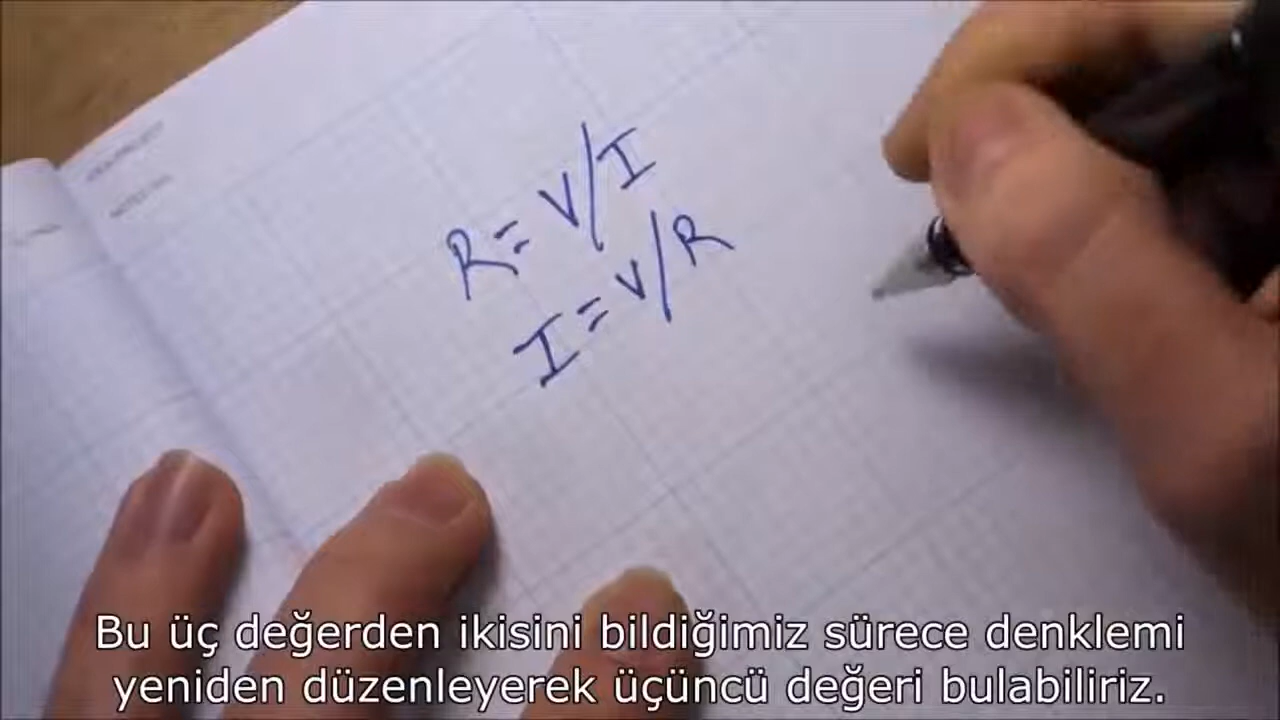 R = V/I
I = V/R
Bu üç değerden ikisini bildiğimiz sürece denklemi
yeniden düzenleyerek üçüncü değeri bulabiliriz.